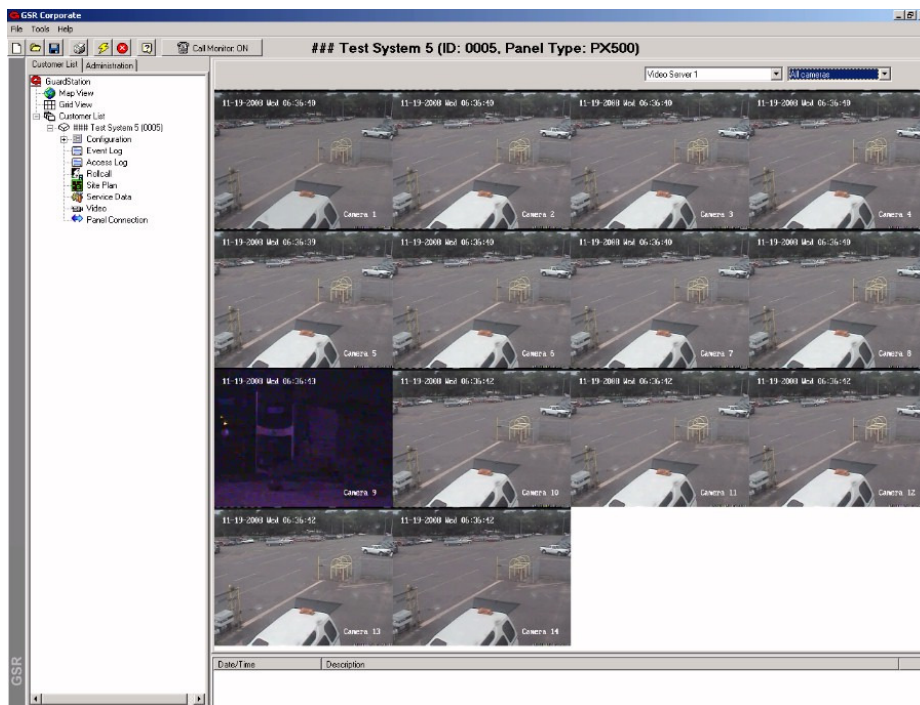 GSR Corporate
File Tools Help
Call Monitor: ON
### Test System 5 (ID: 0005, Panel Type: PX500)
Customer List
Administration
Video Server 1
All cameras
GuardStation
Map View
Grid View
Customer List
### Test System 5 (0005)
Configuration
Event Log
Access Log
Rollcall
Site Plan
Service Data
Video
Panel Connection
11-19-2008 Wed 06:36:40
Camera 1
11-19-2008 Wed 06:36:40
Camera 2
11-19-2008 Wed 06:36:40
Camera 3
11-19-2008 Wed 06:36:40
Camera 4
11-19-2008 Wed 06:36:39
Camera 5
11-19-2008 Wed 06:36:40
Camera 6
11-19-2008 Wed 06:36:40
Camera 7
11-19-2008 Wed 06:36:40
Camera 8
11-19-2008 Wed 06:36:43
Camera 9
11-19-2008 Wed 06:36:42
Camera 10
11-19-2008 Wed 06:36:42
Camera 11
11-19-2008 Wed 06:36:42
Camera 12
11-19-2008 Wed 06:36:42
Camera 13
11-19-2008 Wed 06:36:42
Camera 14
Date/Time
Description
GSR